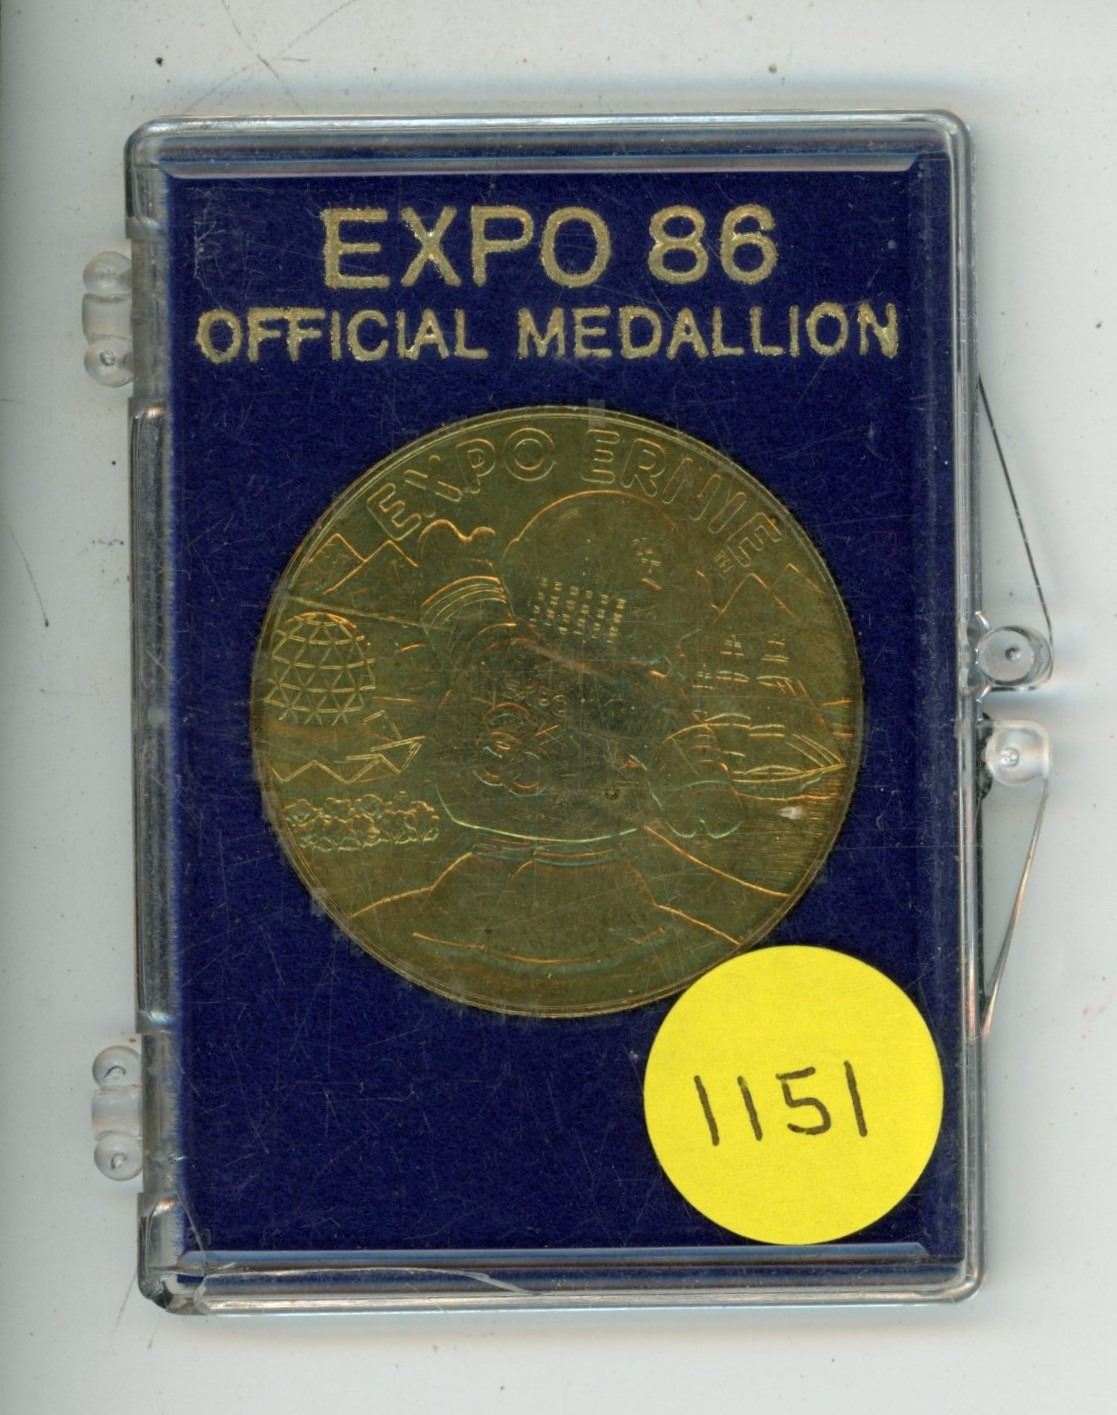 EXPO 86
OFFICIAL MEDALLION
EXPO ERNIE
1151